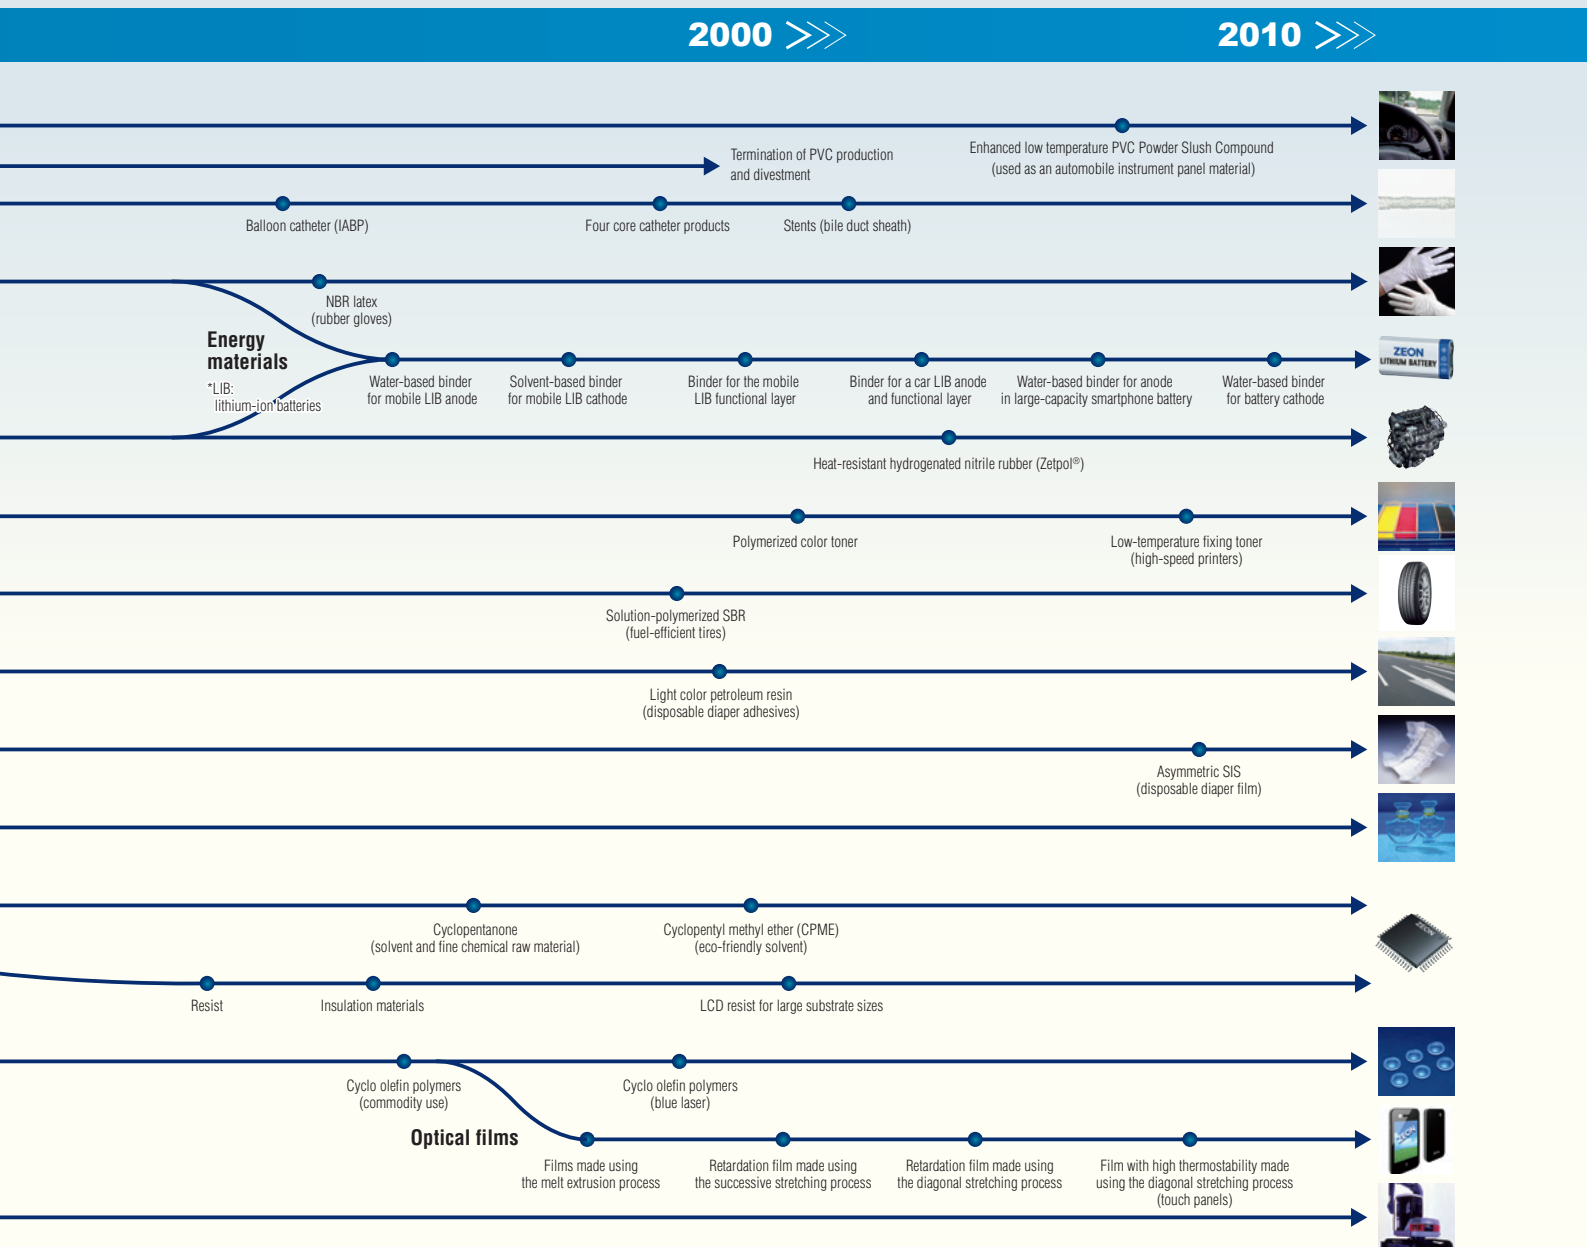 2000
2010
Enhanced low temperature PVC Powder Slush Compound
(used as an automobile instrument panel material)
Termination of PVC production
and divestment
Balloon catheter (IABP)
Four core catheter products
Stents (bile duct sheath)
NBR latex
(rubber gloves)
Energy
materials
*LIB:
lithium-ion batteries
Water-based binder
for mobile LIB anode
Solvent-based binder
for mobile LIB cathode
Binder for the mobile
LIB functional layer
Binder for a car LIB anode
and functional layer
Water-based binder for anode
in large-capacity smartphone battery
Water-based binder
for battery cathode
ZEON
LITHIUM BATTERY
Heat-resistant hydrogenated nitrile rubber (Zetpol®)
Polymerized color toner
Low-temperature fixing toner
(high-speed printers)
Solution-polymerized SBR
(fuel-efficient tires)
Light color petroleum resin
(disposable diaper adhesives)
Asymmetric SIS
(disposable diaper film)
Cyclopentanone
(solvent and fine chemical raw material)
Cyclopentyl methyl ether (CPME)
(eco-friendly solvent)
ZEON
Resist
Insulation materials
LCD resist for large substrate sizes
Cyclo olefin polymers
(commodity use)
Cyclo olefin polymers
(blue laser)
Optical films
Films made using
the melt extrusion process
Retardation film made using
the successive stretching process
Retardation film made using
the diagonal stretching process
Film with high thermostability made
using the diagonal stretching process
(touch panels)
ZEON